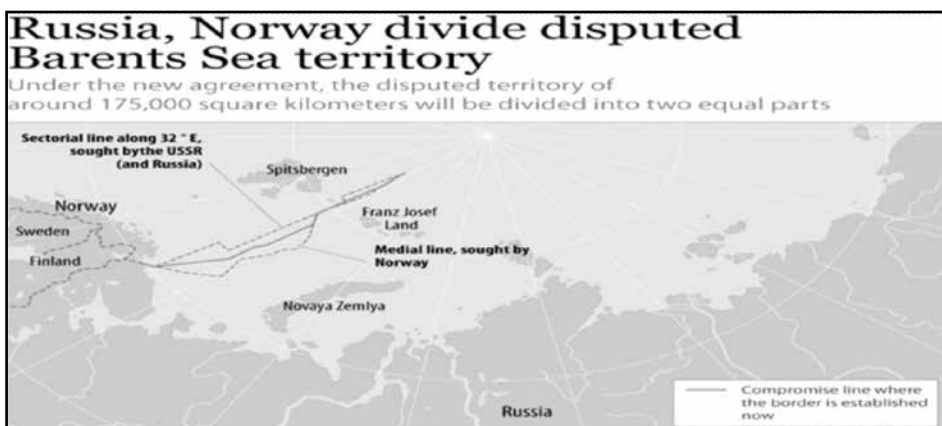 Russia, Norway divide disputed
Barents Sea territory
Under the new agreement, the disputed territory of
around 175,000 square kilometers will be divided into two equal parts
Sectorial line along 32 ° E,
sought bythe USSR
(and Russia)
Spitsbergen
Norway
Franz Josef
Land
Sweden
Medial line, sought by
Norway
Finland
Novaya Zemlya
Russia
Compromise line where
the border is established
now